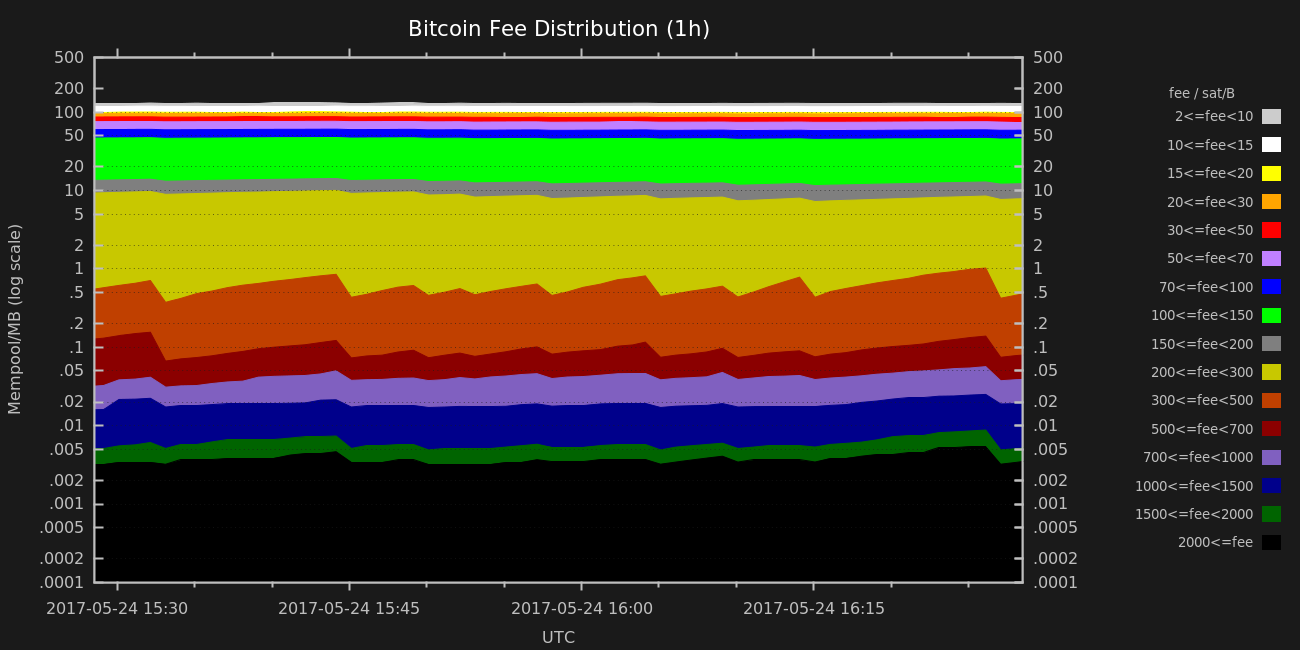 Bitcoin Fee Distribution (1h)
500 500
200 200
100 100
50 50
20 20
10 10
5 5
2 2
1 1
.5 .5
.2 .2
.1 .1
.05 .05
.02 .02
.01 .01
.005 .005
.002 .002
.001 .001
.0005 .0005
.0002 .0002
.0001 .0001
Mempool/MB (log scale)
2017-05-24 15:30 2017-05-24 15:45 2017-05-24 16:00 2017-05-24 16:15
UTC
fee / sat/B
2<=fee<10
10<=fee<15
15<=fee<20
20<=fee<30
30<=fee<50
50<=fee<70
70<=fee<100
100<=fee<150
150<=fee<200
200<=fee<300
300<=fee<500
500<=fee<700
700<=fee<1000
1000<=fee<1500
1500<=fee<2000
2000<=fee